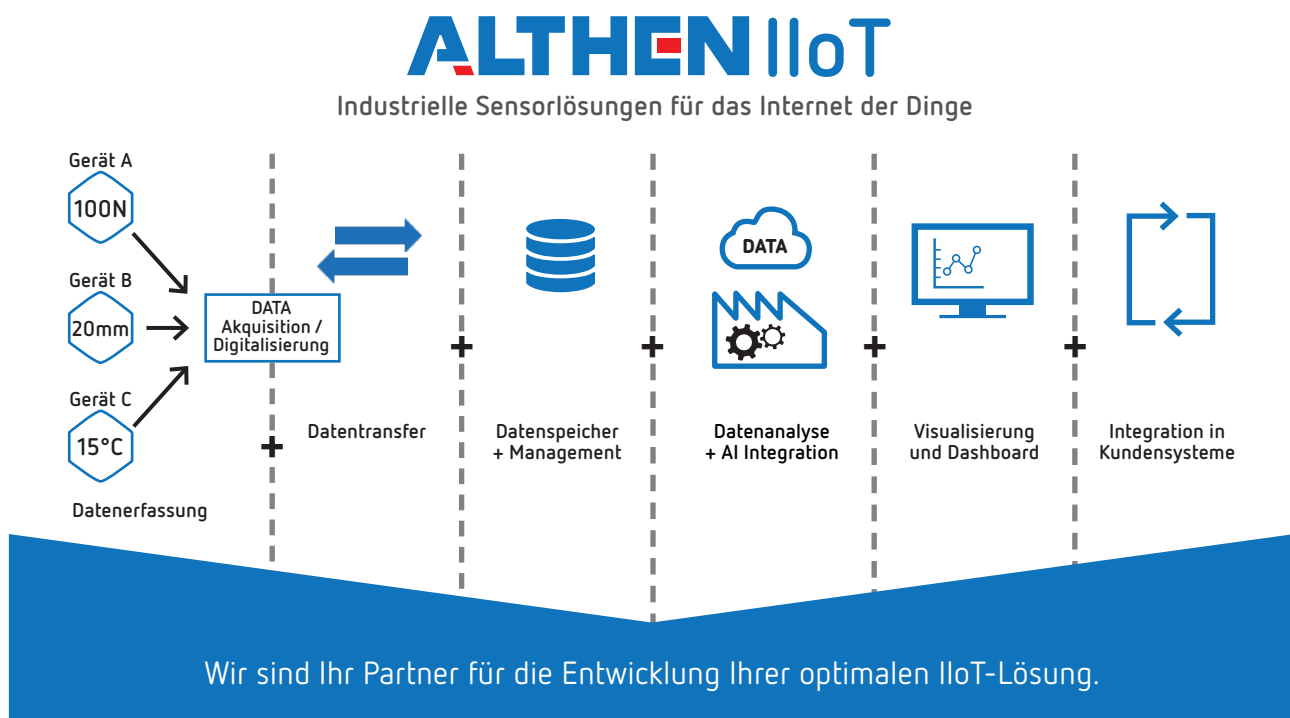 ALTHEN IIoT
Industrielle Sensorlösungen für das Internet der Dinge
Gerät A
100N
Gerät B
20mm
Gerät C
15°C
Datenerfassung
DATA
Akquisition /
Digitalisierung
+
Datentransfer
+
Datenspeicher
+ Management
+
DATA
Datenanalyse
+ AI Integration
+
Visualisierung
und Dashboard
+
Integration in
Kundensysteme
Wir sind Ihr Partner für die Entwicklung Ihrer optimalen IIoT-Lösung.